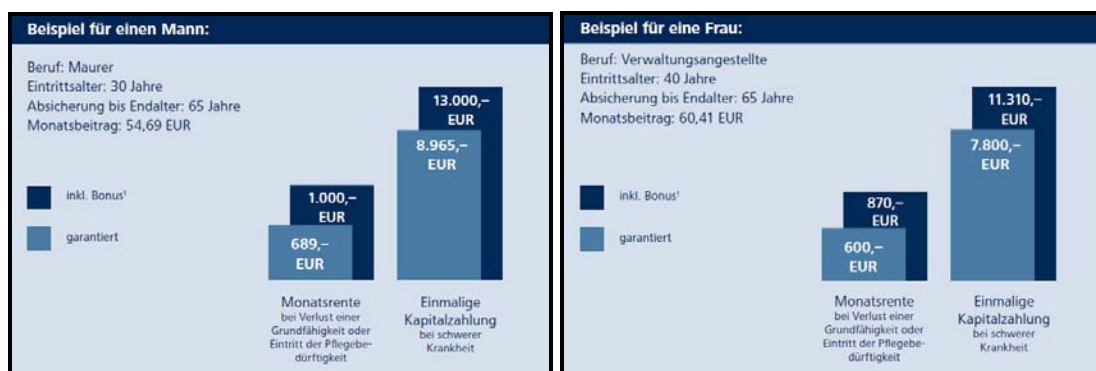 Beispiel für einen Mann:
Beruf: Maurer
Eintrittsalter: 30 Jahre
Absicherung bis Endalter: 65 Jahre
Monatsbeitrag: 54,69 EUR
13.000,–
EUR
8.965,–
EUR
inkl. Bonus¹
garantiert
1.000,–
EUR
689,–
EUR
Monatsrente
bei Verlust einer
Grundfähigkeit oder
Eintritt der Pflegebe-
dürftigkeit
Einmalige
Kapitalzahlung
bei schwerer
Krankheit
Beispiel für eine Frau:
Beruf: Verwaltungsangestellte
Eintrittsalter: 40 Jahre
Absicherung bis Endalter: 65 Jahre
Monatsbeitrag: 60,41 EUR
11.310,–
EUR
7.800,–
EUR
inkl. Bonus¹
garantiert
870,–
EUR
600,–
EUR
Monatsrente
bei Verlust einer
Grundfähigkeit oder
Eintritt der Pflegebe-
dürftigkeit
Einmalige
Kapitalzahlung
bei schwerer
Krankheit